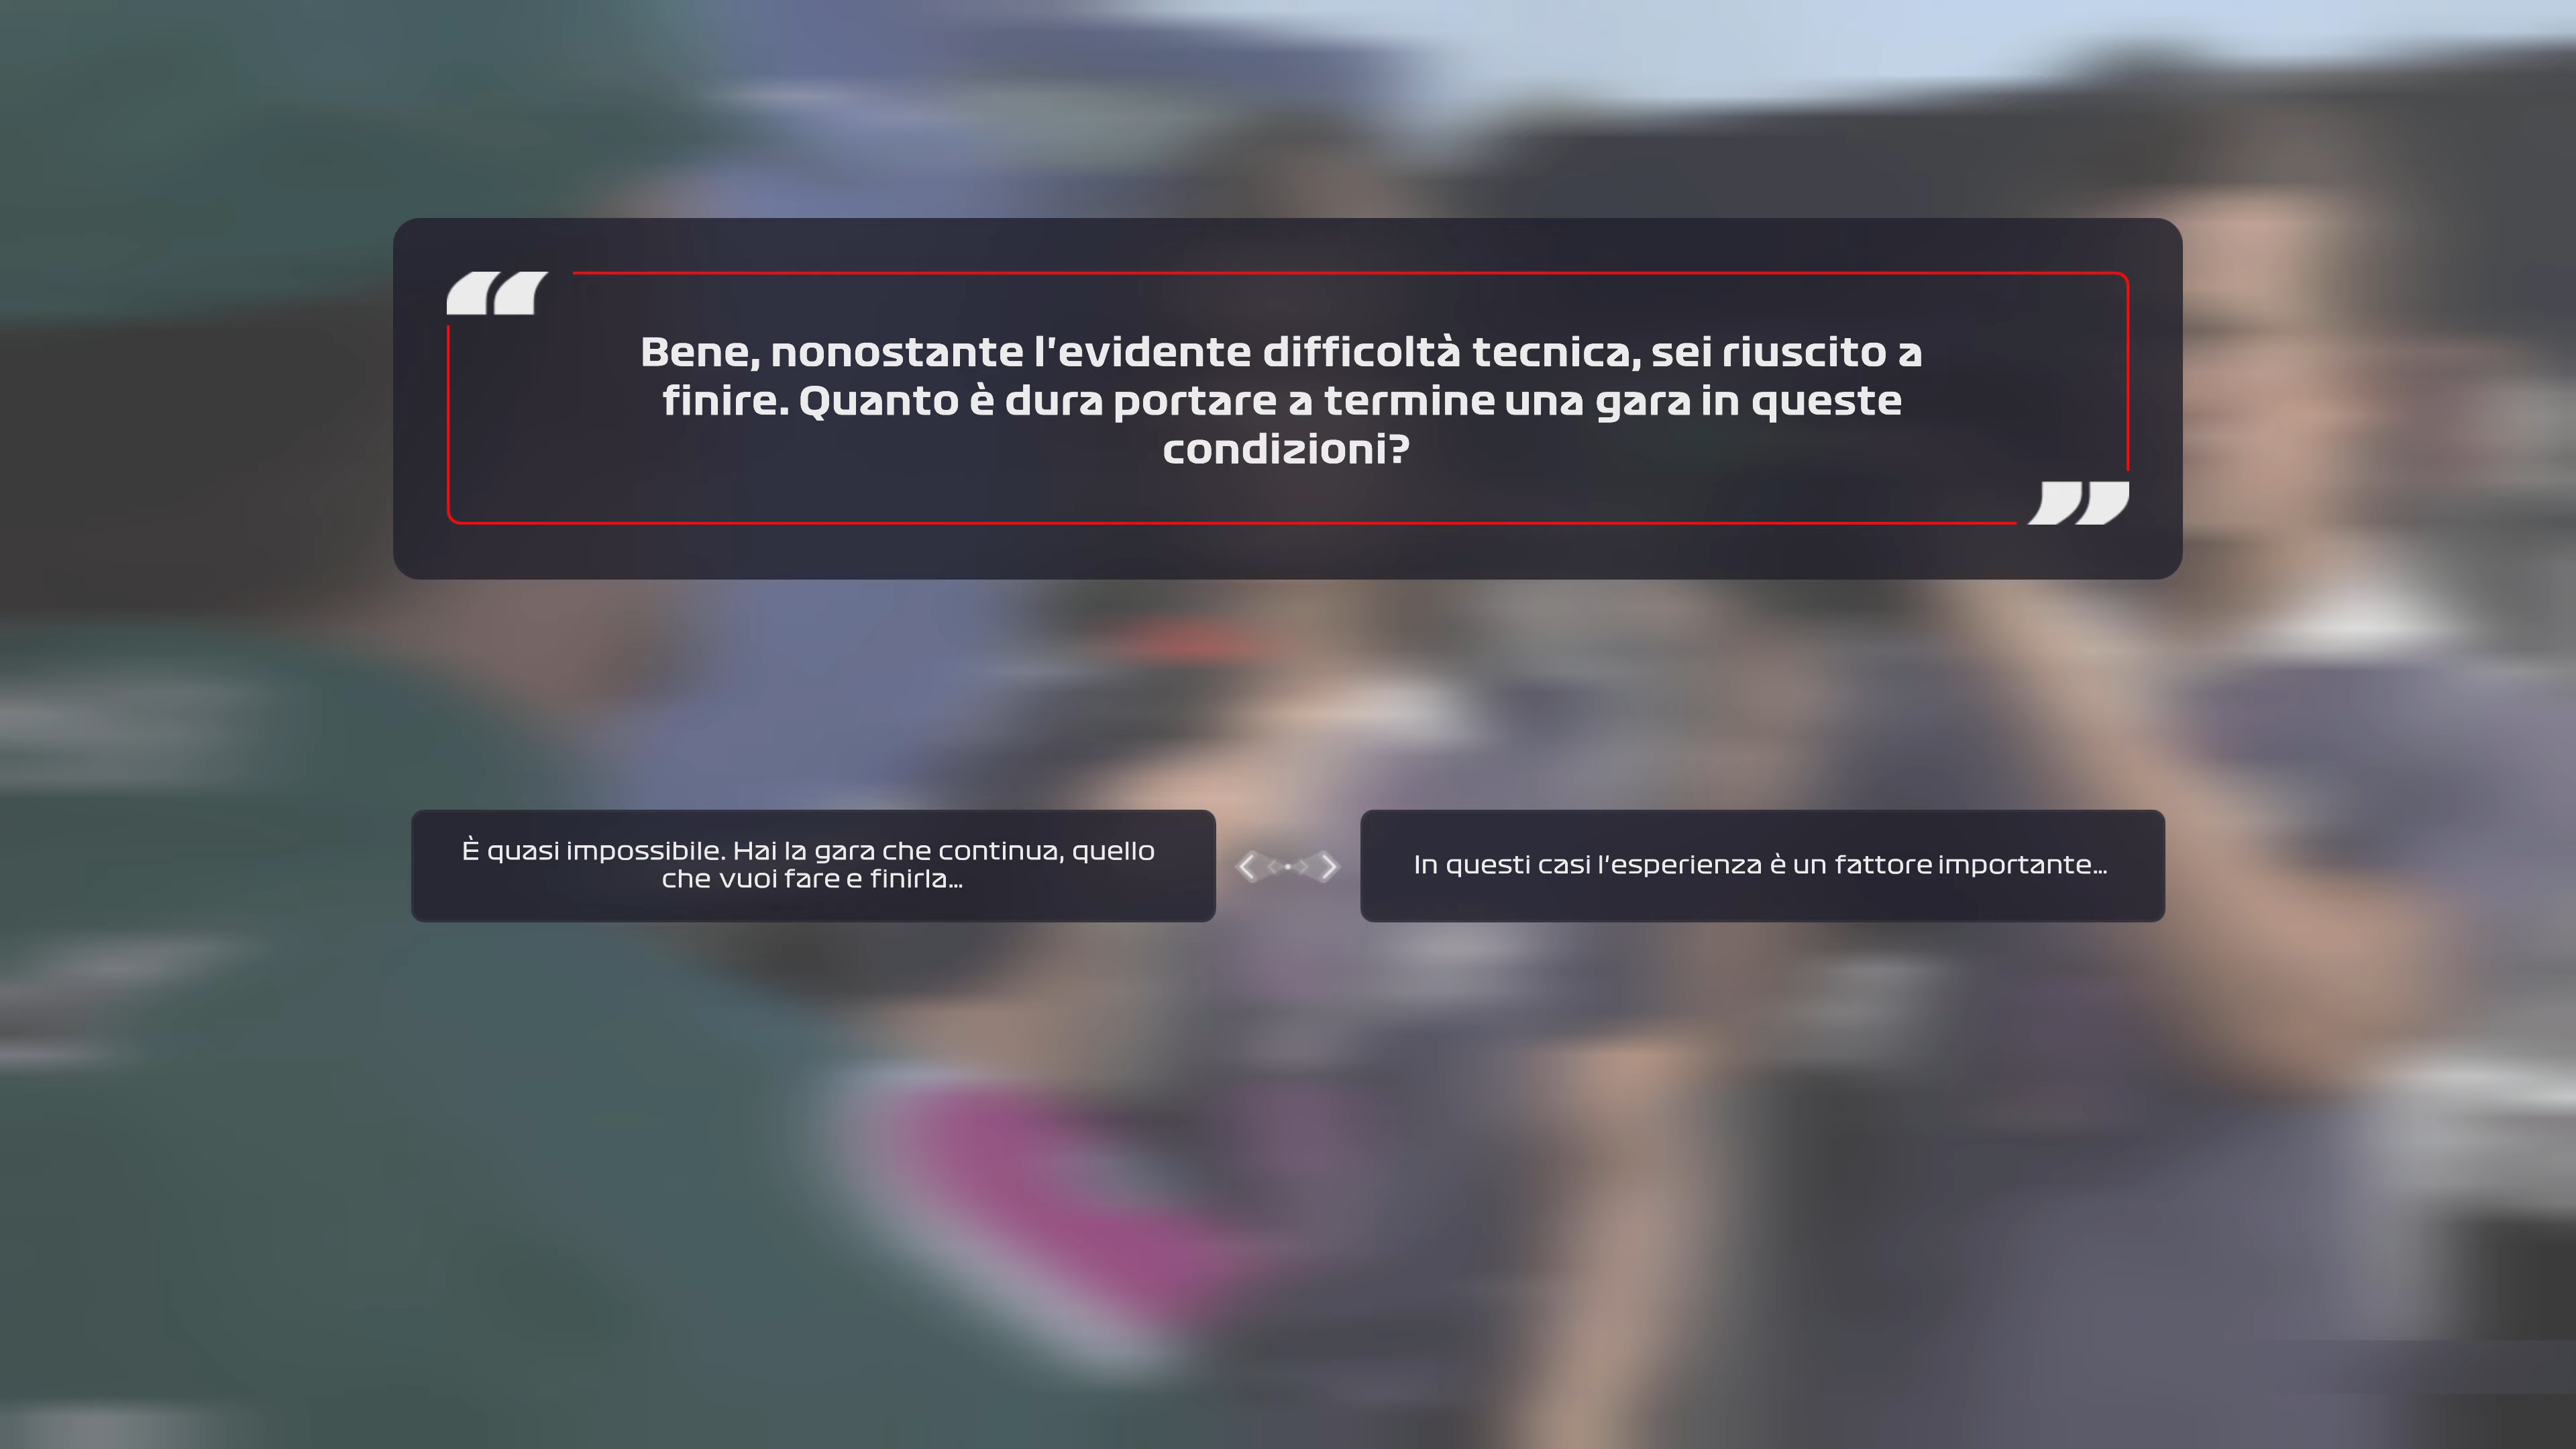 Bene, nonostante l'evidente difficoltà tecnica, sei riuscito a
finire. Quanto è dura portare a termine una gara in queste
condizioni?
È quasi impossibile. Hai la gara che continua, quello
che vuoi fare e finirla...
In questi casi l'esperienza è un fattore importante...